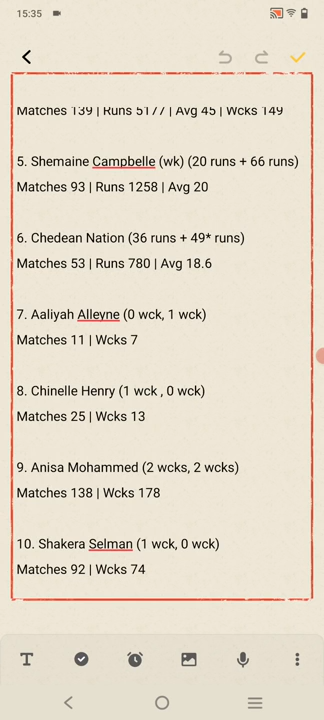 15:35
Matches 139 | Runs 5177 | Avg 45 | Wcks 149
5. Shemaine Campbelle (wk) (20 runs + 66 runs)
Matches 93 | Runs 1258 | Avg 20
6. Chedean Nation (36 runs + 49* runs)
Matches 53 | Runs 780 | Avg 18.6
7. Aaliyah Alleyne (0 wck, 1 wck)
Matches 11 | Wcks 7
8. Chinelle Henry (1 wck , 0 wck)
Matches 25 | Wcks 13
9. Anisa Mohammed (2 wcks, 2 wcks)
Matches 138 | Wcks 178
10. Shakera Selman (1 wck, 0 wck)
Matches 92 | Wcks 74
T